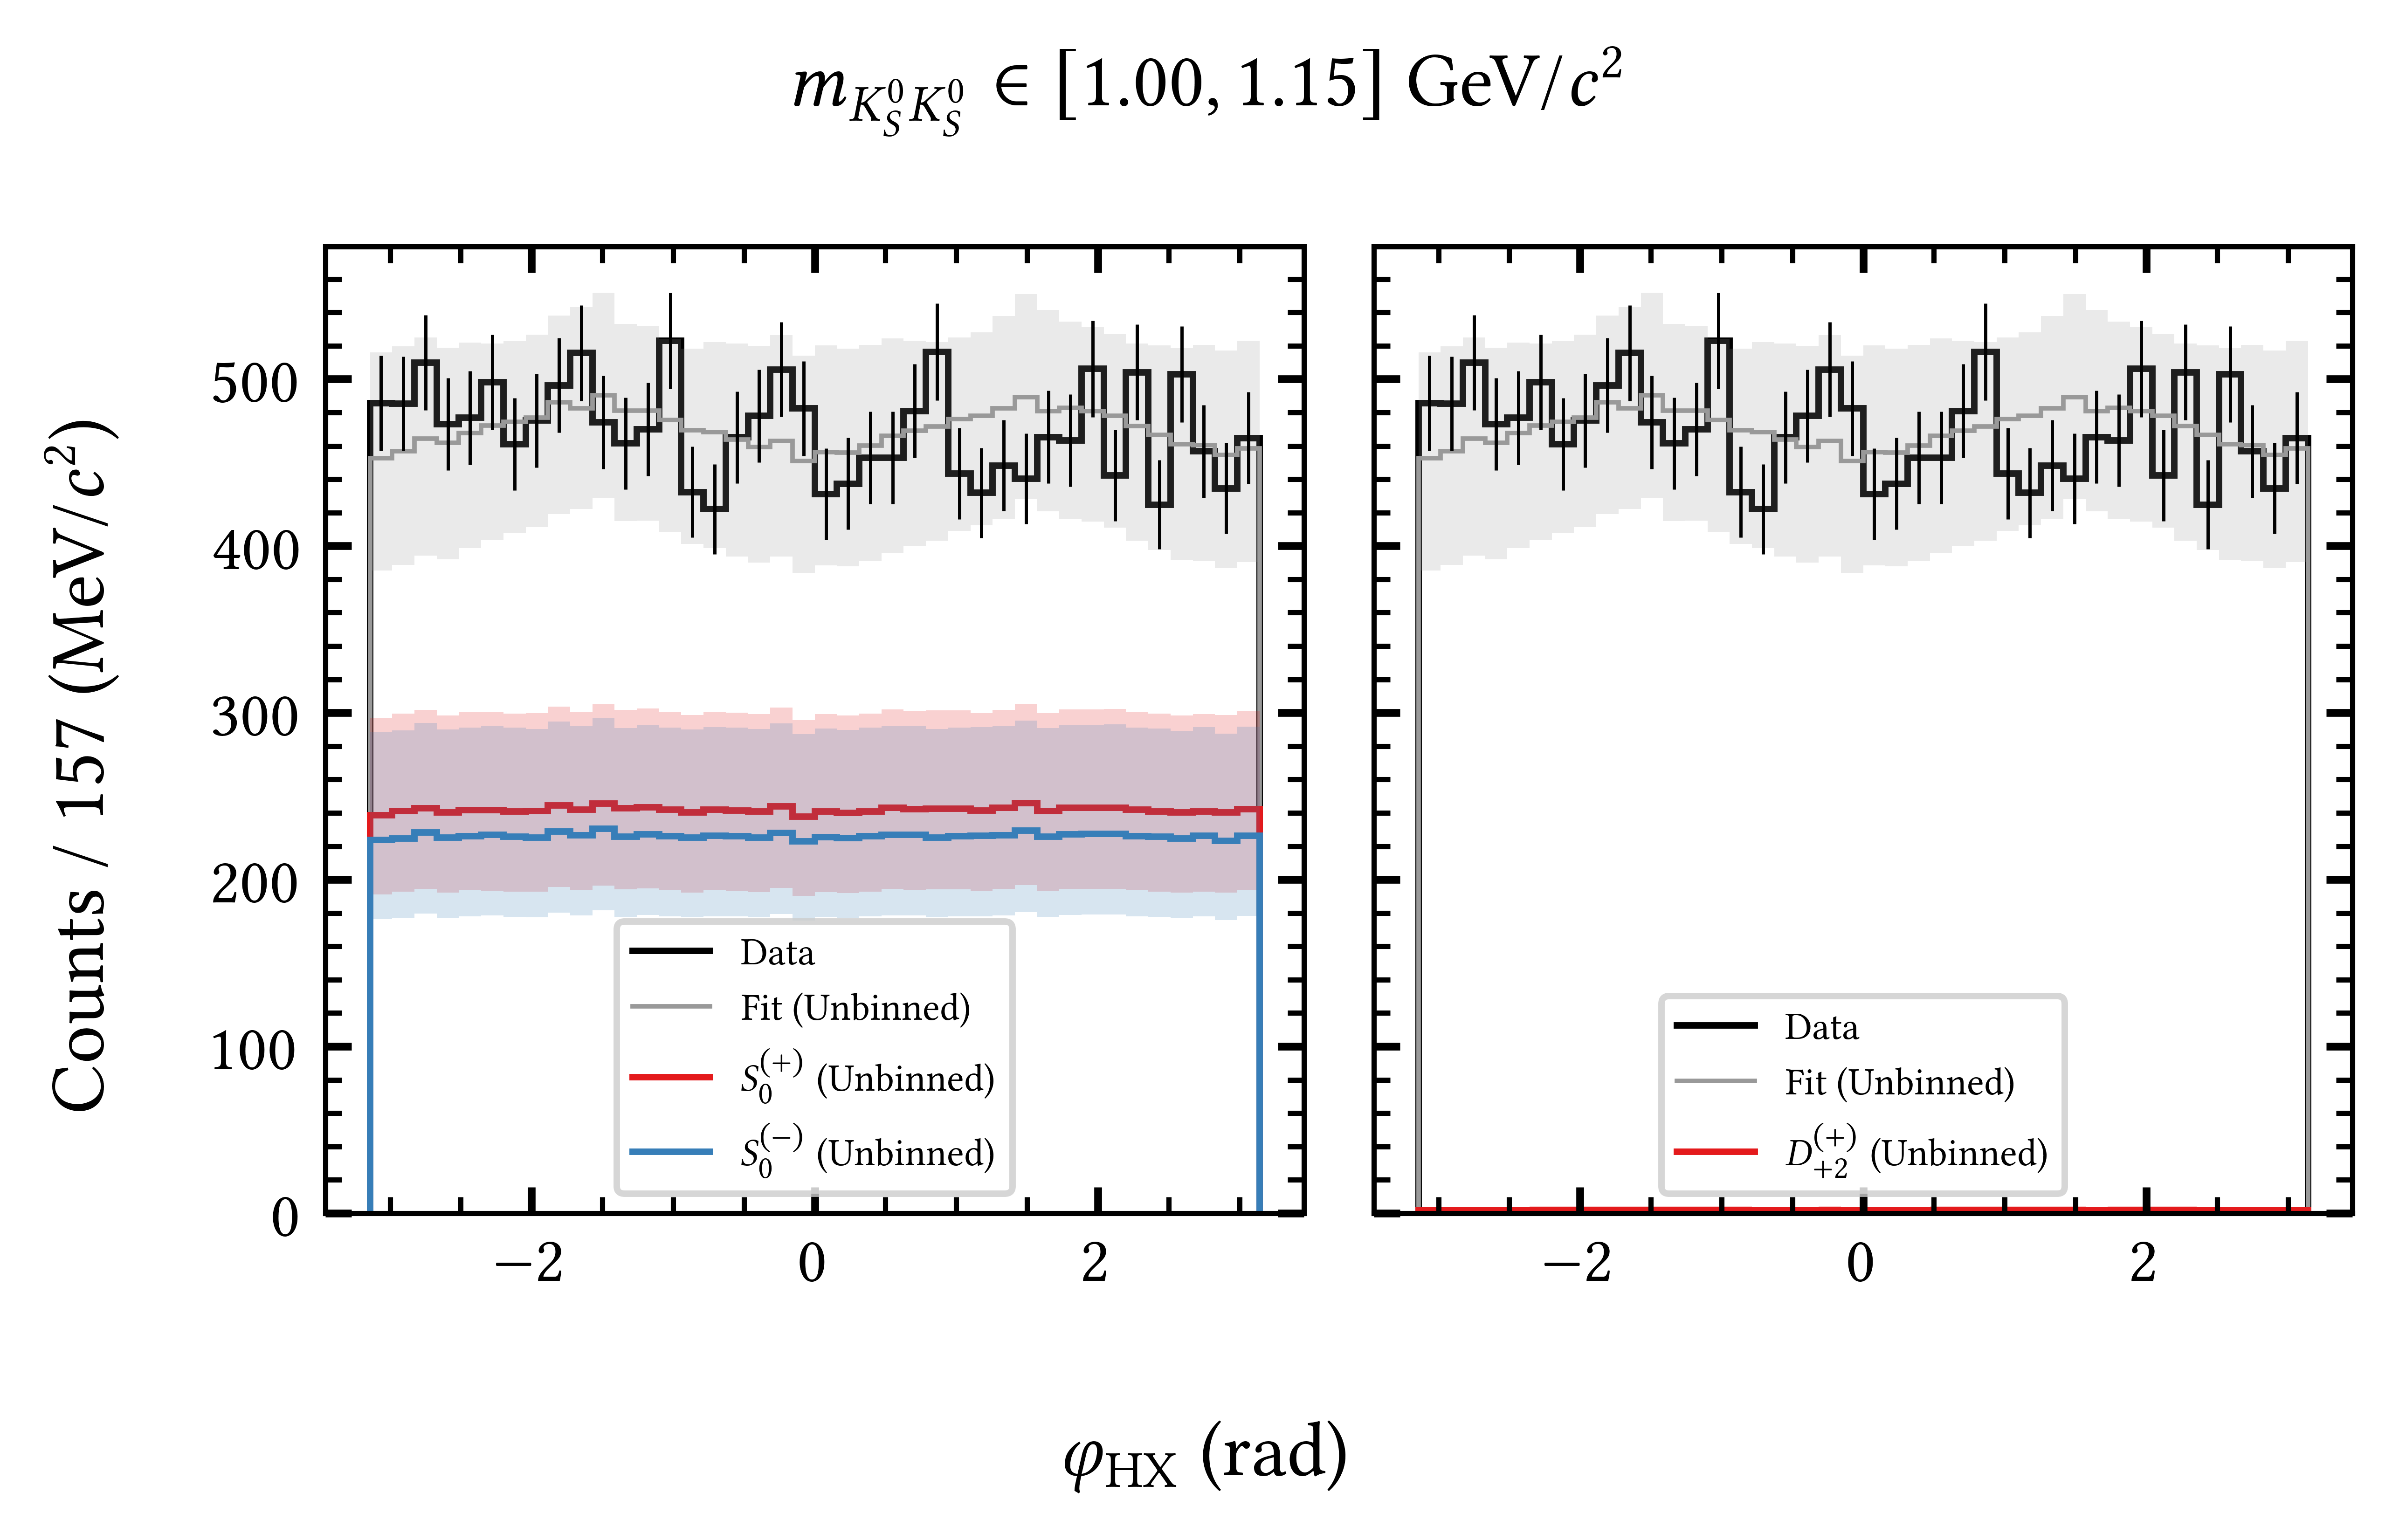 m_{K_S^0 K_S^0} ∈ [1.00, 1.15] GeV/c²
Counts / 157 (MeV/c²)
500
400
300
200
100
0
Data
Fit (Unbinned)
S_0^{(+)} (Unbinned)
S_0^{(−)} (Unbinned)
−2 0 2
Data
Fit (Unbinned)
D_{+2}^{(+)} (Unbinned)
−2 0 2
φ_{HX} (rad)